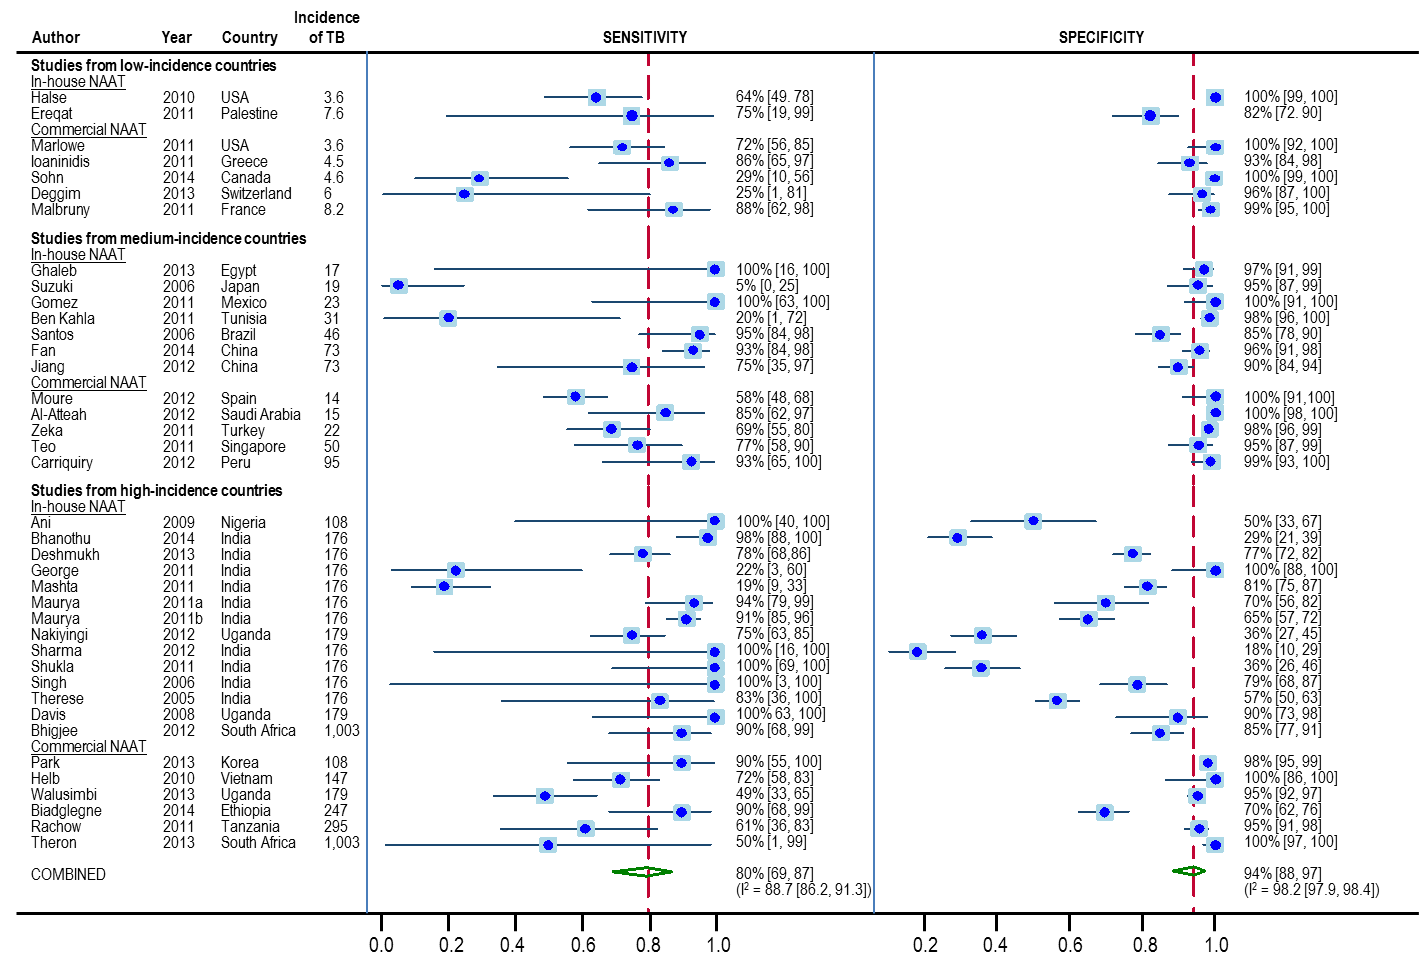 Incidence
Author Year Country of TB SENSITIVITY SPECIFICITY
Studies from low-incidence countries
In-house NAAT
Halse 2010 USA 3.6 64% [49. 78] 100% [99, 100]
Ereqat 2011 Palestine 7.6 75% [19, 99] 82% [72. 90]
Commercial NAAT
Marlowe 2011 USA 3.6 72% [56, 85] 100% [92, 100]
Ioaninidis 2011 Greece 4.5 86% [65, 97] 93% [84, 98]
Sohn 2014 Canada 4.6 29% [10, 56] 100% [99, 100]
Deggim 2013 Switzerland 6 25% [1, 81] 96% [87, 100]
Malbruny 2011 France 8.2 88% [62, 98] 99% [95, 100]
Studies from medium-incidence countries
In-house NAAT
Ghaleb 2013 Egypt 17 100% [16, 100] 97% [91, 99]
Suzuki 2006 Japan 19 5% [0, 25] 95% [87, 99]
Gomez 2011 Mexico 23 100% [63, 100] 100% [91, 100]
Ben Kahla 2011 Tunisia 31 20% [1, 72] 98% [96, 100]
Santos 2006 Brazil 46 95% [84, 98] 85% [78, 90]
Fan 2014 China 73 93% [84, 98] 96% [91, 98]
Jiang 2012 China 73 75% [35, 97] 90% [84, 94]
Commercial NAAT
Moure 2012 Spain 14 58% [48, 68] 100% [91,100]
Al-Atteah 2012 Saudi Arabia 15 85% [62, 97] 100% [98, 100]
Zeka 2011 Turkey 22 69% [55, 80] 98% [96, 99]
Teo 2011 Singapore 50 77% [58, 90] 95% [87, 99]
Carriquiry 2012 Peru 95 93% [65, 100] 99% [93, 100]
Studies from high-incidence countries
In-house NAAT
Ani 2009 Nigeria 108 100% [40, 100] 50% [33, 67]
Bhanothu 2014 India 176 98% [88, 100] 29% [21, 39]
Deshmukh 2013 India 176 78% [68,86] 77% [72, 82]
George 2011 India 176 22% [3, 60] 100% [88, 100]
Mashta 2011 India 176 19% [9, 33] 81% [75, 87]
Maurya 2011a India 176 94% [79, 99] 70% [56, 82]
Maurya 2011b India 176 91% [85, 96] 65% [57, 72]
Nakiyingi 2012 Uganda 179 75% [63, 85] 36% [27, 45]
Sharma 2012 India 176 100% [16, 100] 18% [10, 29]
Shukla 2011 India 176 100% [69, 100] 36% [26, 46]
Singh 2006 India 176 100% [3, 100] 79% [68, 87]
Therese 2005 India 176 83% [36, 100] 57% [50, 63]
Davis 2008 Uganda 179 100% 63, 100] 90% [73, 98]
Bhigjee 2012 South Africa 1,003 90% [68, 99] 85% [77, 91]
Commercial NAAT
Park 2013 Korea 108 90% [55, 100] 98% [95, 99]
Helb 2010 Vietnam 147 72% [58, 83] 100% [86, 100]
Walusimbi 2013 Uganda 179 49% [33, 65] 95% [92, 97]
Biadglegne 2014 Ethiopia 247 90% [68, 99] 70% [62, 76]
Rachow 2011 Tanzania 295 61% [36, 83] 95% [91, 98]
Theron 2013 South Africa 1,003 50% [1, 99] 100% [97, 100]
COMBINED 80% [69, 87] 94% [88, 97]
(I² = 88.7 [86.2, 91.3]) (I² = 98.2 [97.9, 98.4])
0.0 0.2 0.4 0.6 0.8 1.0 0.2 0.4 0.6 0.8 1.0